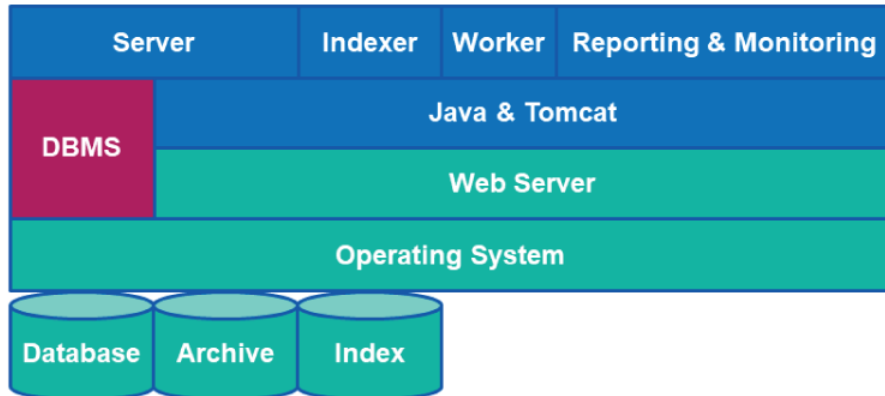 Server Indexer Worker Reporting & Monitoring
DBMS
Java & Tomcat
Web Server
Operating System
Database Archive Index